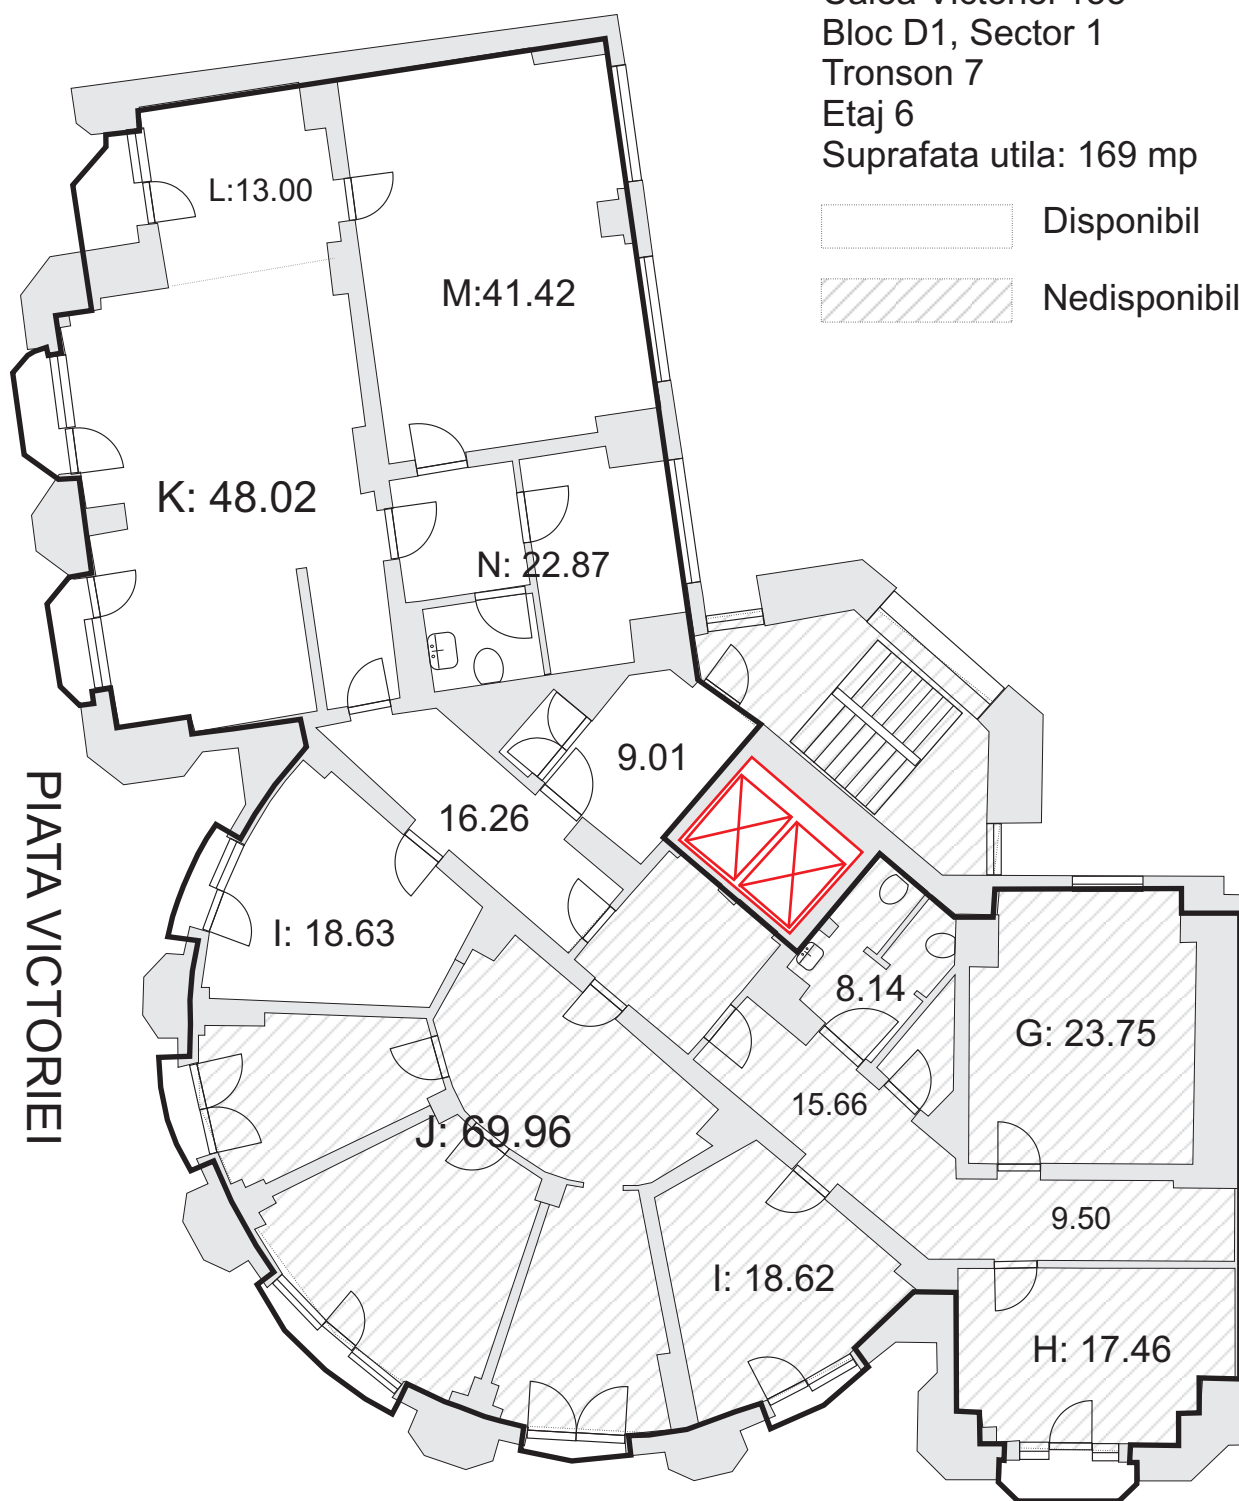 Bloc D1, Sector 1
Tronson 7
Etaj 6
Suprafata utila: 169 mp
Disponibil
Nedisponibil
L:13.00
M:41.42
K: 48.02
N: 22.87
9.01
16.26
I: 18.63
8.14
G: 23.75
15.66
J: 69.96
9.50
I: 18.62
H: 17.46
PIATA VICTORIEI